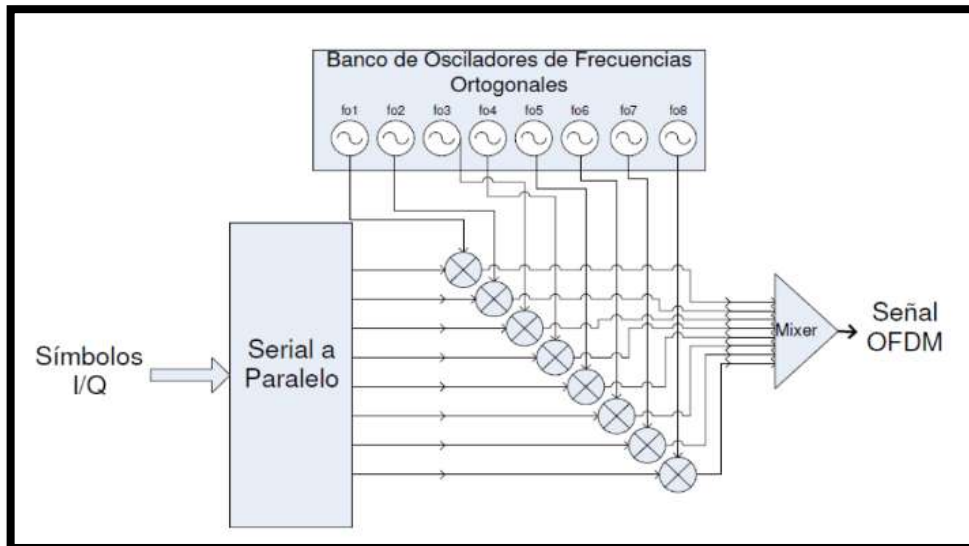 Banco de Osciladores de Frecuencias
Ortogonales
fo1 fo2 fo3 fo4 fo5 fo6 fo7 fo8
Serial a
Paralelo
Símbolos
I/Q
Mixer
Señal
OFDM